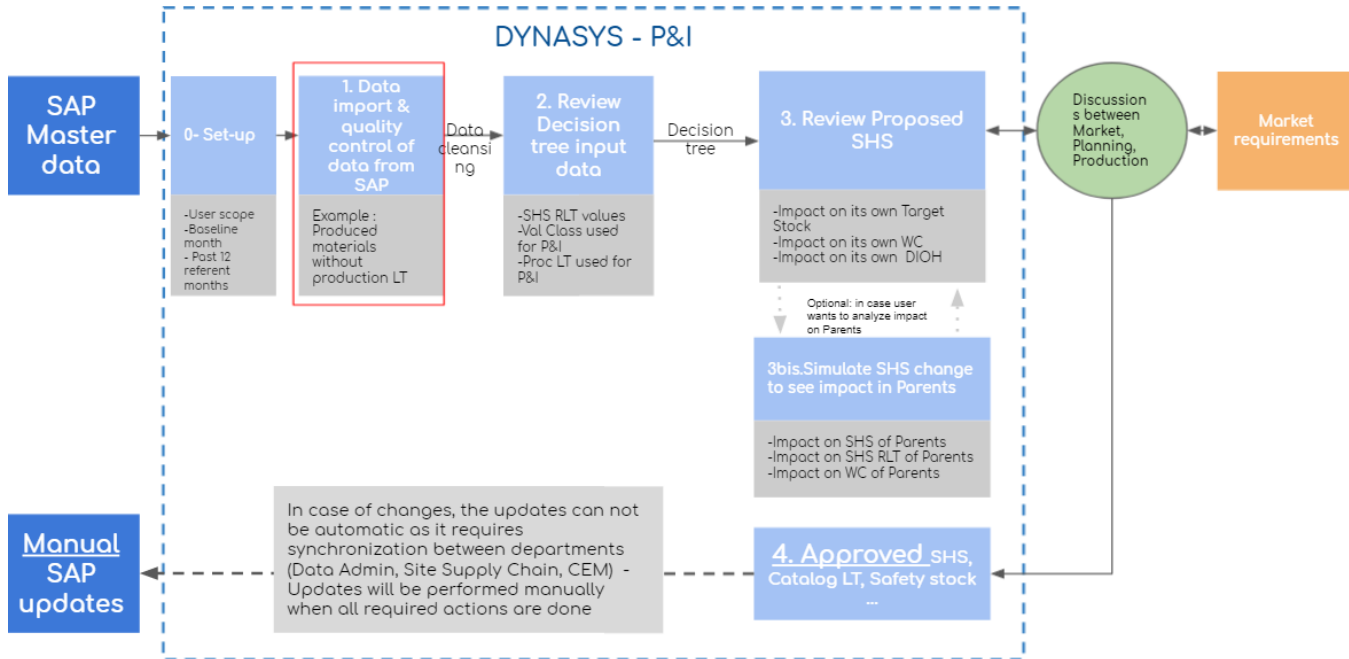 DYNASYS - P&I
SAP
Master
data
0- Set-up
-User scope
-Baseline
month
- Past 12
referent
months
1. Data
import &
quality
control of
data from
SAP
Example :
Produced
materials
without
production LT
Data
cleansi
ng
2. Review
Decision
tree input
data
-SHS RLT values
-Val Class used
for P&I
-Proc LT used for
P&I
Decision
tree
3. Review Proposed
SHS
-Impact on its own Target
Stock
-Impact on its own WC
-Impact on its own DIOH
Discussion
s between
Market,
Planning,
Production
Market
requirements
Optional: in case user
wants to analyze impact
on Parents
3bis.Simulate SHS change
to see impact in Parents
-Impact on SHS of Parents
-Impact on SHS RLT of Parents
-Impact on WC of Parents
4. Approved SHS,
Catalog LT, Safety stock
...
In case of changes, the updates can not
be automatic as it requires
synchronization between departments
(Data Admin, Site Supply Chain, CEM) -
Updates will be performed manually
when all required actions are done
Manual
SAP
updates